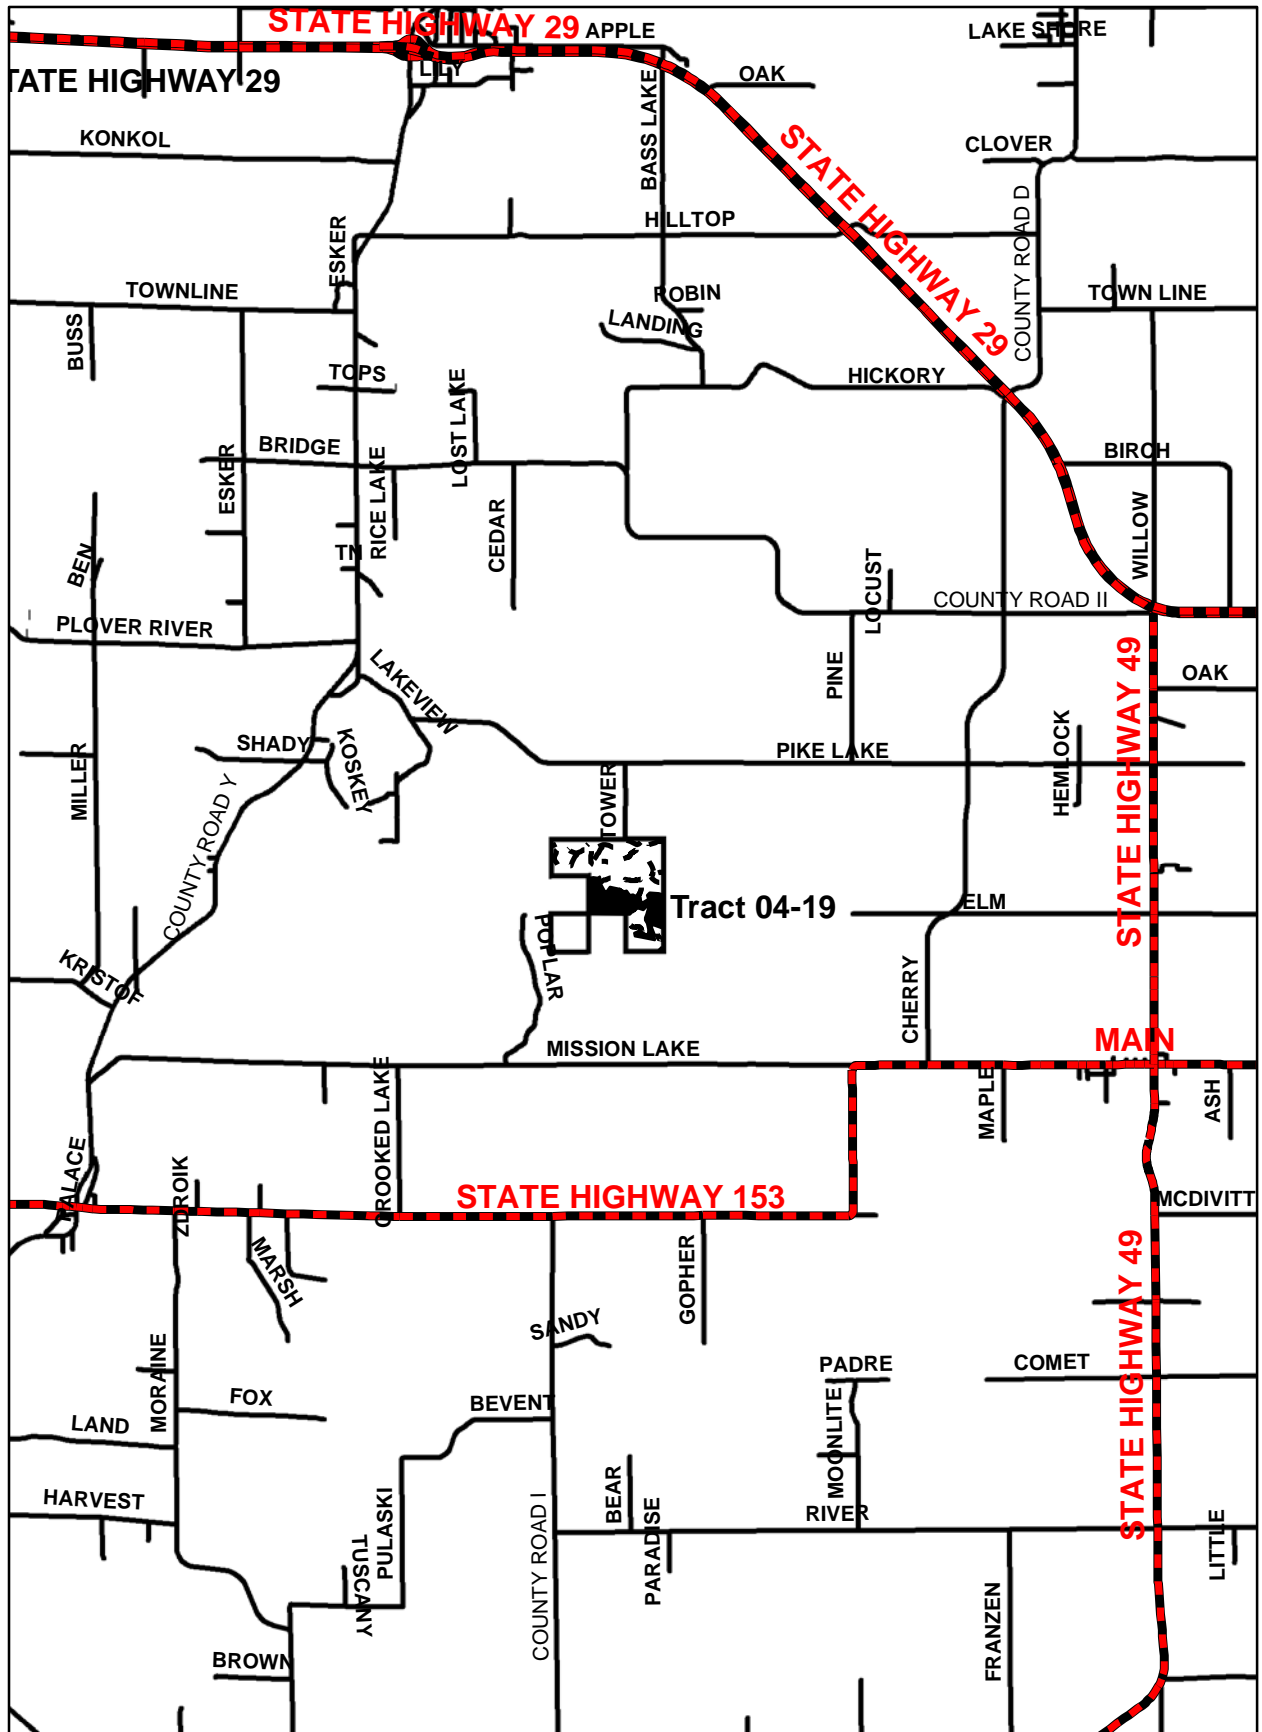 STATE HIGHWAY 29
APPLE
LAKE SHORE
TATE HIGHWAY 29
LILY
OAK
BASS LAKE
KONKOL
STATE HIGHWAY 29
CLOVER
COUNTY ROAD D
HILLTOP
ESKER
TOWNLINE
ROBIN
TOWN LINE
LANDING
BUSS
TOPS
HICKORY
LOST LAKE
BRIDGE
BIRCH
ESKER
RICE LAKE
CEDAR
WILLOW
TN
BEN
LOCUST
COUNTY ROAD II
PLOVER RIVER
LAKEVIEW
PINE
STATE HIGHWAY 49
OAK
SHADY
KOSKEY
PIKE LAKE
HEMLOCK
MILLER
TOWER
COUNTY ROAD Y
Tract 04-19
ELM
POPLAR
KRISTOF
CHERRY
MISSION LAKE
MAIN
CROOKED LAKE
MAPLE
ASH
ZDROIK
STATE HIGHWAY 153
MCDIVITT
MARSH
GOPHER
STATE HIGHWAY 49
SANDY
MORAINE
PADRE
COMET
FOX
BEVENT
LAND
MOONLITE
HARVEST
BEAR
RIVER
PULASKI
TUSCANY
COUNTY ROAD I
PARADISE
LITTLE
FRANZEN
BROWN